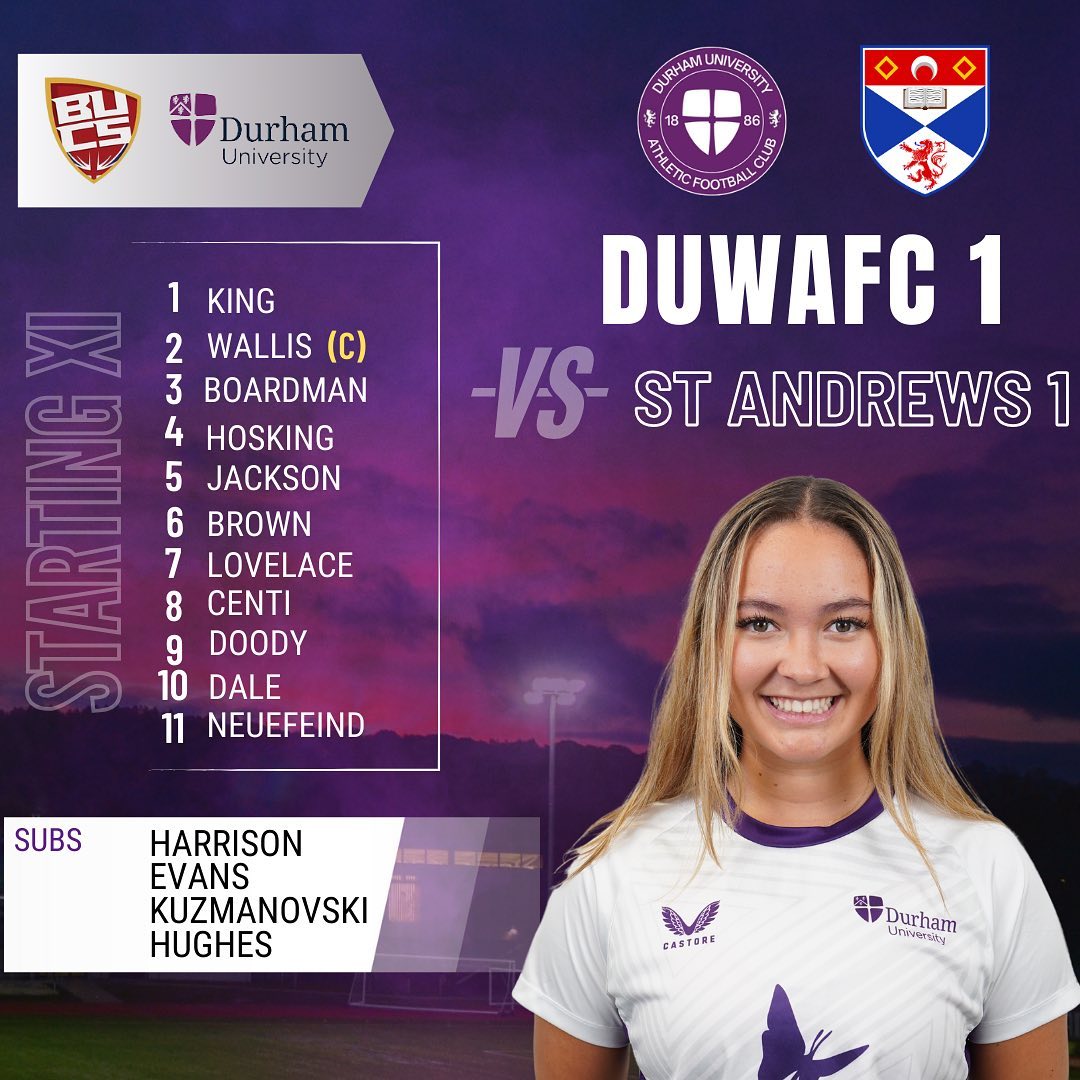 BU
CS
Durham
University
DURHAM UNIVERSITY
18 86
ATHLETIC FOOTBALL CLUB
DUWAFC 1
-VS-
ST ANDREWS 1
STARTING XI
1 KING
2 WALLIS (C)
3 BOARDMAN
4 HOSKING
5 JACKSON
6 BROWN
7 LOVELACE
8 CENTI
9 DOODY
10 DALE
11 NEUEFEIND
SUBS
HARRISON
EVANS
KUZMANOVSKI
HUGHES
CASTORE
Durham
University